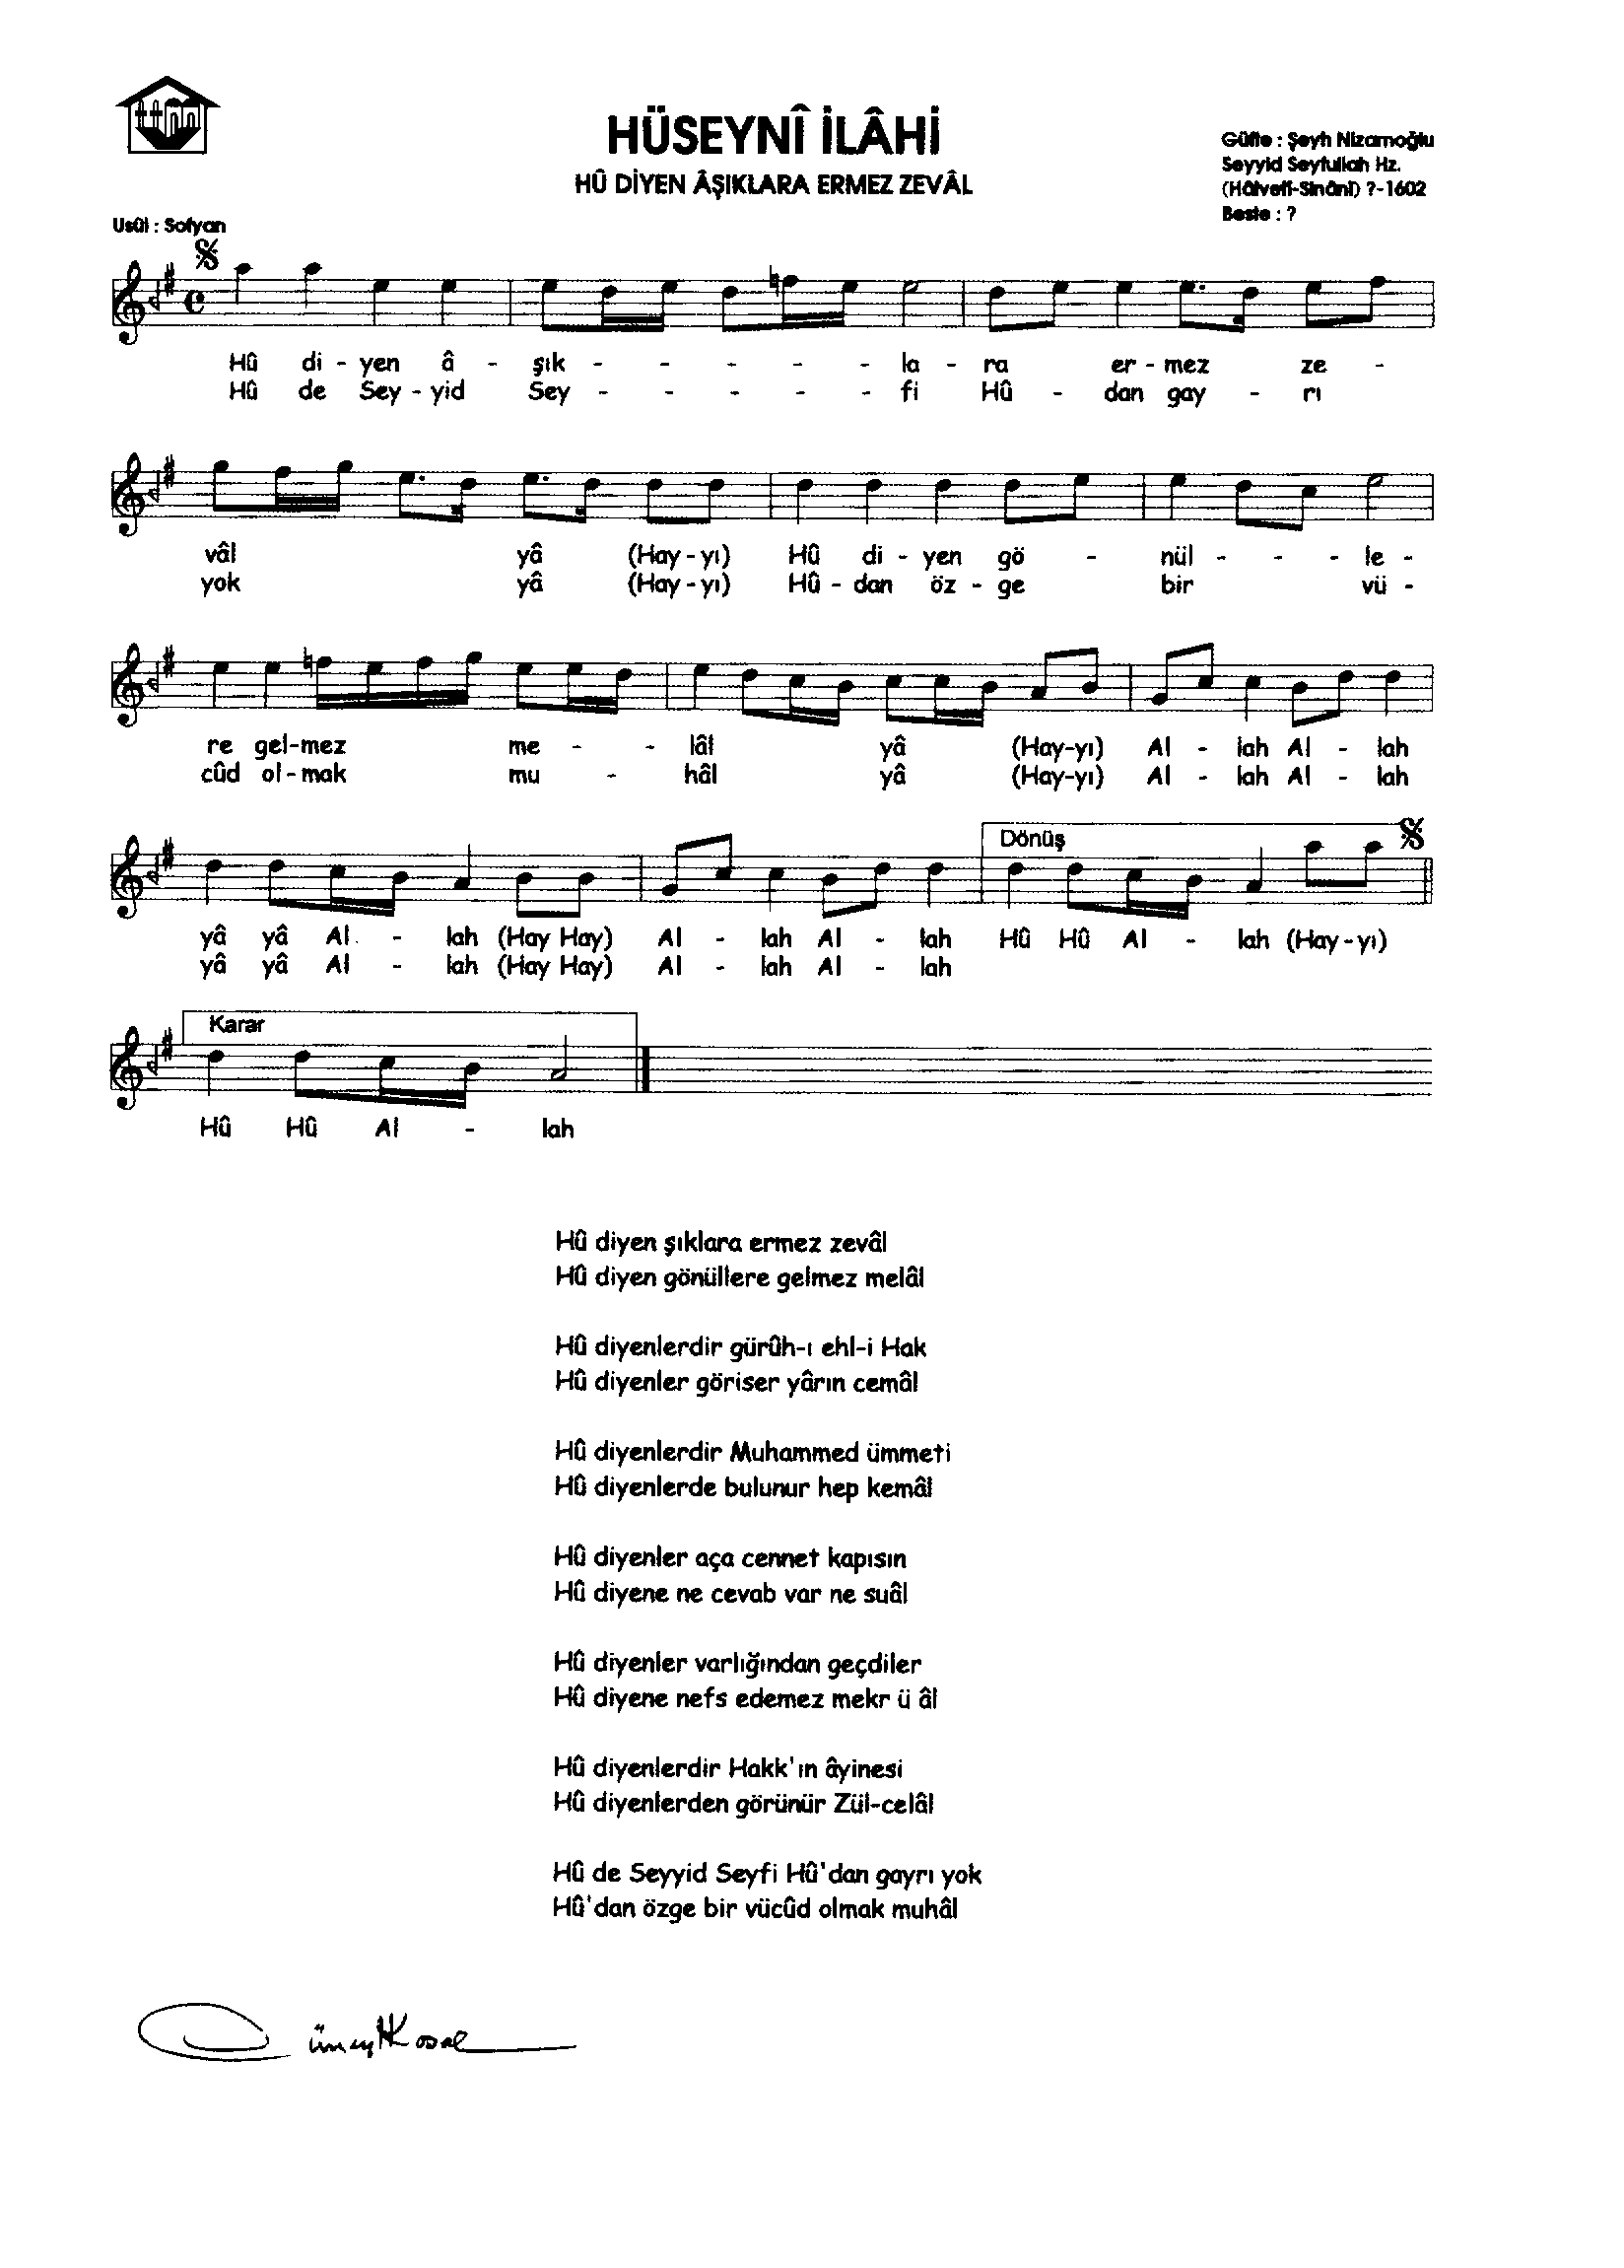 HÜSEYNÎ İLÂHİ
HÛ DİYEN ÂŞIKLARA ERMEZ ZEVÂL
Güfte : Şeyh Nizamoğlu
Seyyid Seyfullah Hz.
(Hâlvetî-Sinânî) ?-1602
Beste : ?
Usûl : Sofyan
Hû di - yen â - şık - - - - la - ra er - mez ze -
Hû de Sey - yid Sey - - - - - fi Hû - dan gay - rı
vâl yâ (Hay - yı) Hû di - yen gö - nül - - - le -
yok yâ (Hay - yı) Hû - dan öz - ge bir vü -
re gel-mez me - - lâl yâ (Hay-yı) Al - lah Al - lah
cûd ol-mak mu - hâl yâ (Hay-yı) Al - lah Al - lah
Dönüş
yâ yâ Al - lah (Hay Hay) Al - lah Al - lah Hû Hû Al - lah (Hay-yı)
yâ yâ Al - lah (Hay Hay) Al - lah Al - lah
Karar
Hû Hû Al - lah
Hû diyen şıklara ermez zevâl
Hû diyen gönüllere gelmez melâl
Hû diyenlerdir gürûh-ı ehl-i Hak
Hû diyenler göriser yârın cemâl
Hû diyenlerdir Muhammed ümmeti
Hû diyenlerde bulunur hep kemâl
Hû diyenler aça cennet kapısın
Hû diyene ne cevab var ne suâl
Hû diyenler varlığından geçdiler
Hû diyene nefs edemez mekr ü âl
Hû diyenlerdir Hakk'ın âyinesi
Hû diyenlerden görünür Zül-celâl
Hû de Seyyid Seyfi Hû'dan gayrı yok
Hû'dan özge bir vücûd olmak muhâl